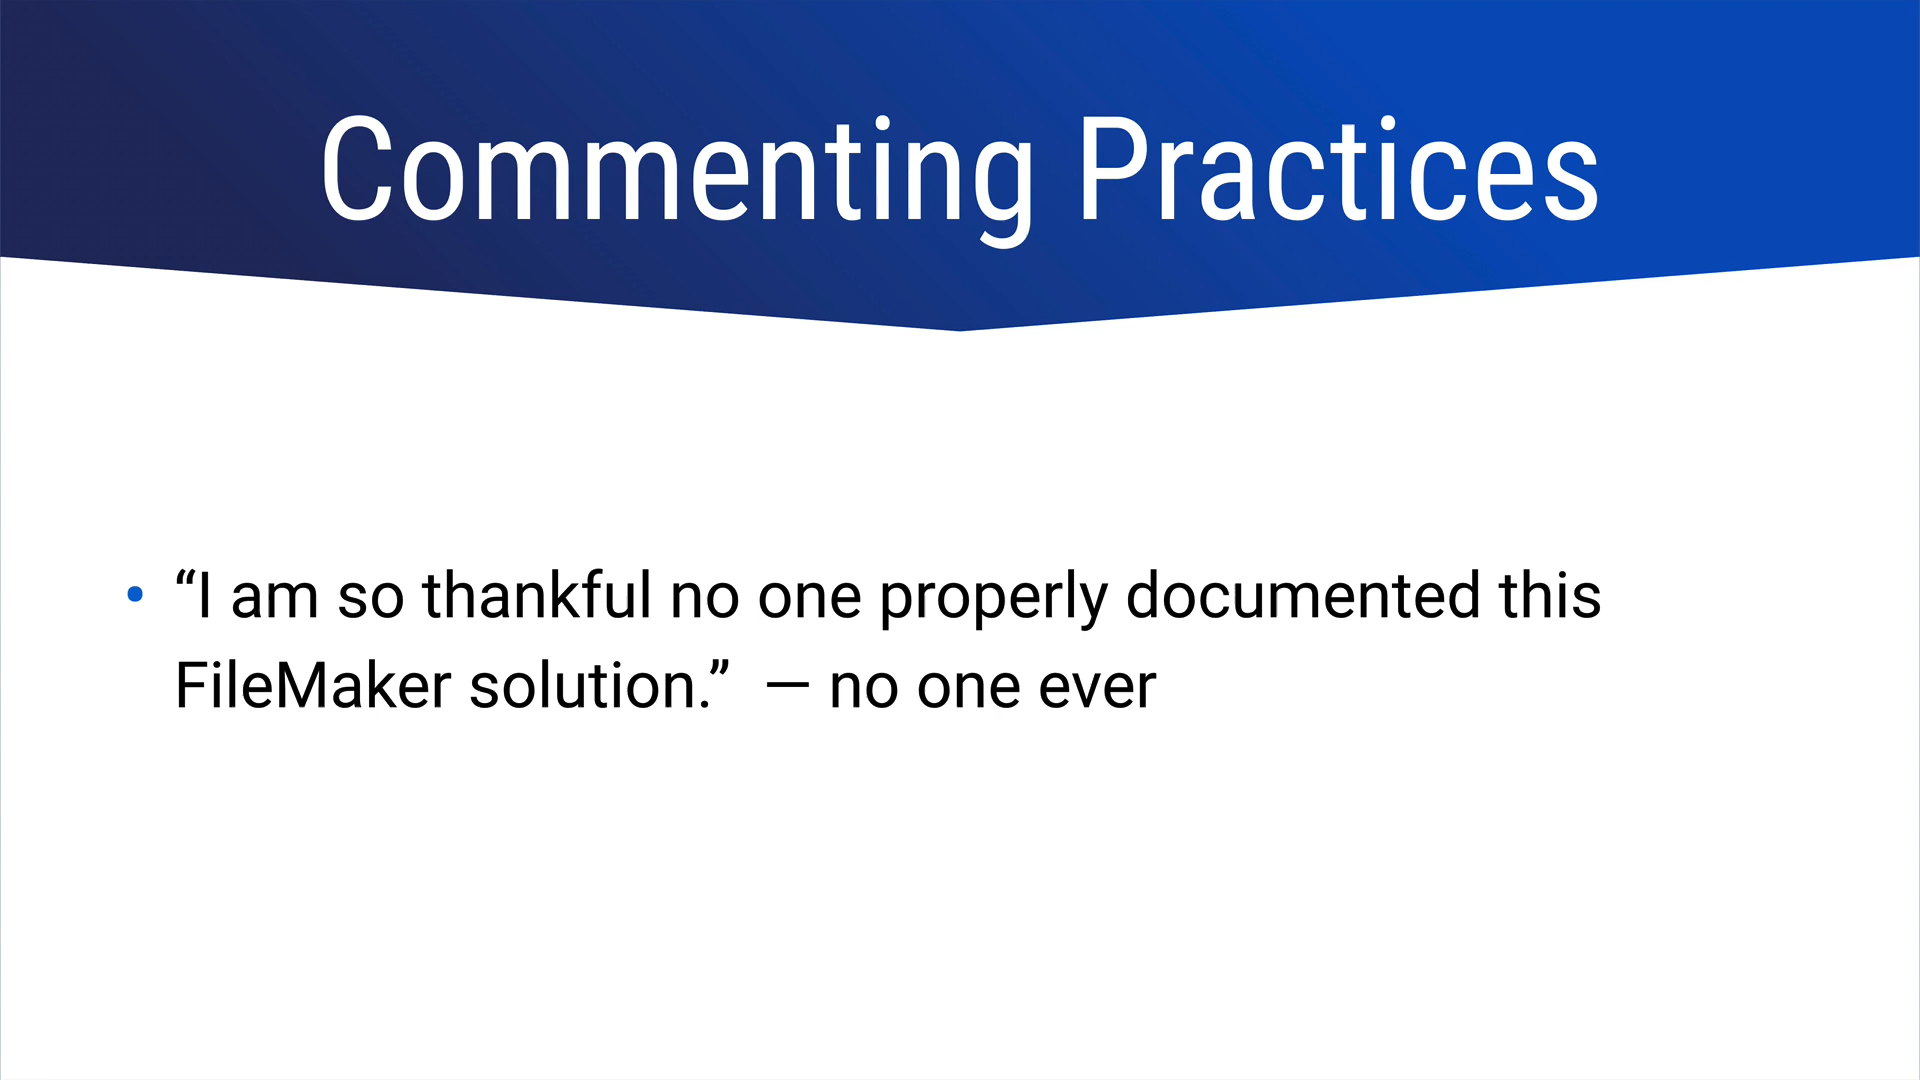 Commenting Practices
• “I am so thankful no one properly documented this
FileMaker solution.”  — no one ever